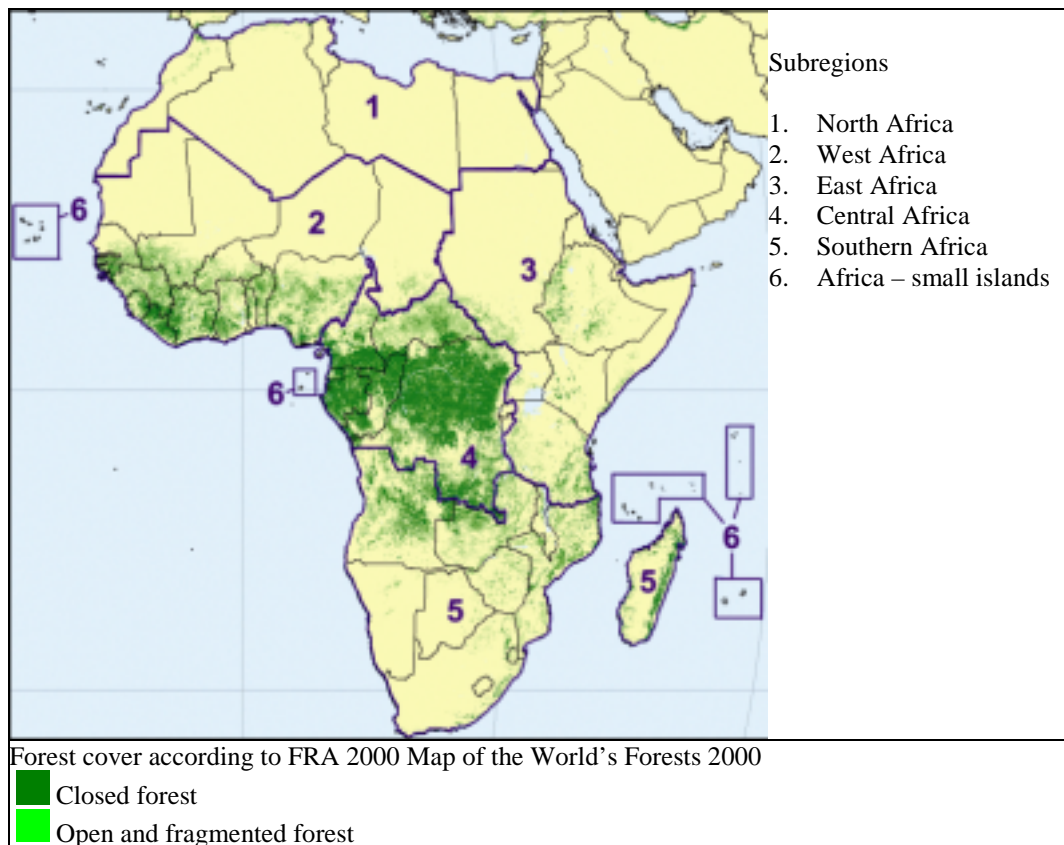 1
2
3
4
5
5
6
6
6
Subregions
1. North Africa
2. West Africa
3. East Africa
4. Central Africa
5. Southern Africa
6. Africa – small islands
Forest cover according to FRA 2000 Map of the World’s Forests 2000
Closed forest
Open and fragmented forest